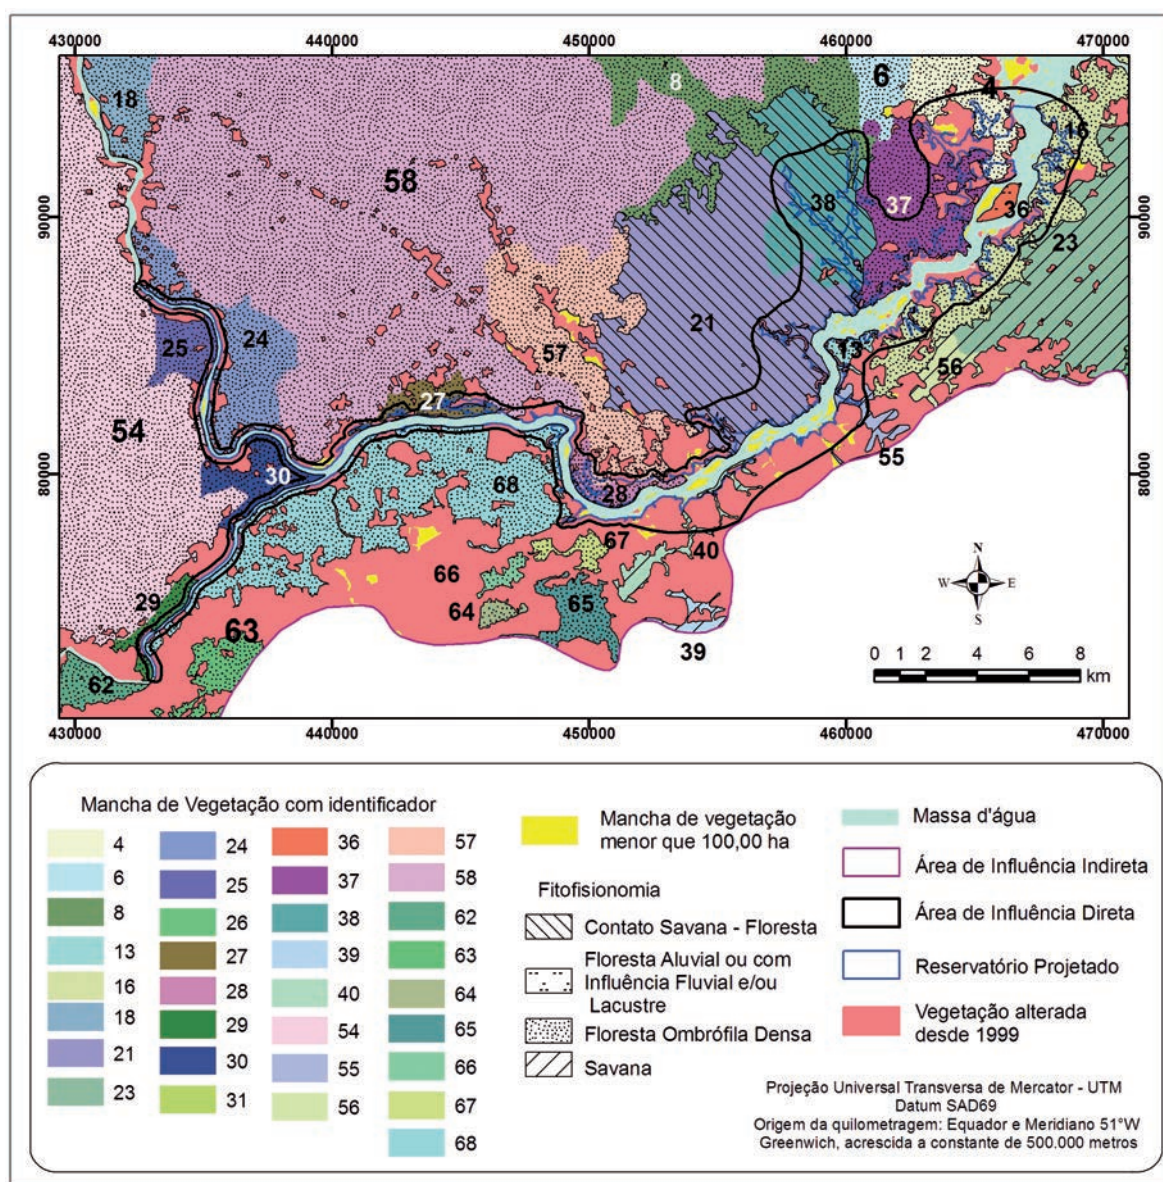 430000 440000 450000 460000 470000
90000
80000
90000
80000
18
58
8
6
4
16
38
37
36
23
25
24
21
57
13
56
54
27
30
68
28
55
67
40
66
64
65
29
63
39
62
N
W E
S
0 1 2 4 6 8
km
430000 440000 450000 460000 470000
Mancha de Vegetação com identificador
4
6
8
13
16
18
21
23
24
25
26
27
28
29
30
31
36
37
38
39
40
54
55
56
57
58
62
63
64
65
66
67
68
Mancha de vegetação
menor que 100,00 ha
Fitofisionomia
Contato Savana - Floresta
Floresta Aluvial ou com
Influência Fluvial e/ou
Lacustre
Floresta Ombrófila Densa
Savana
Massa d'água
Área de Influência Indireta
Área de Influência Direta
Reservatório Projetado
Vegetação alterada
desde 1999
Projeção Universal Transversa de Mercator - UTM
Datum SAD69
Origem da quilometragem: Equador e Meridiano 51°W
Greenwich, acrescida a constante de 500.000 metros